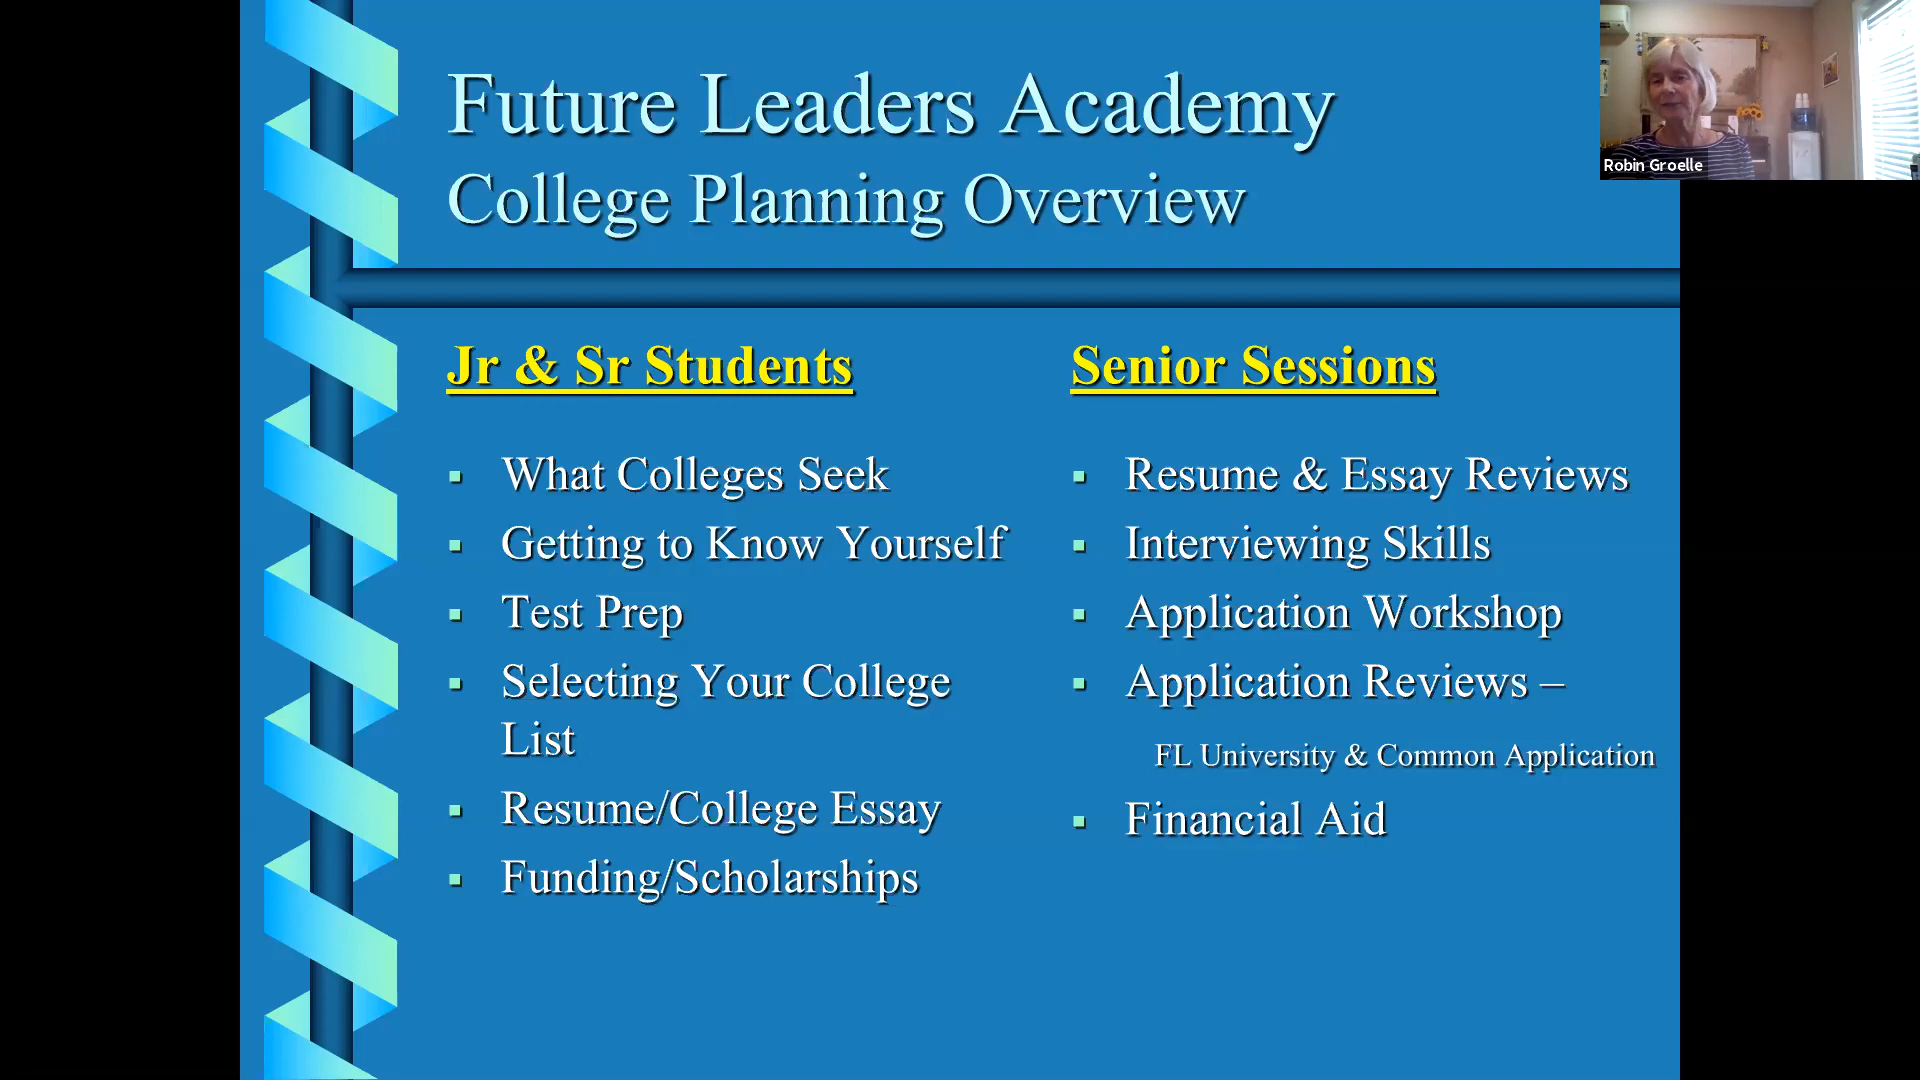 Future Leaders Academy
College Planning Overview
Robin Groelle
Jr & Sr Students
What Colleges Seek
Getting to Know Yourself
Test Prep
Selecting Your College
List
Resume/College Essay
Funding/Scholarships
Senior Sessions
Resume & Essay Reviews
Interviewing Skills
Application Workshop
Application Reviews –
FL University & Common Application
Financial Aid